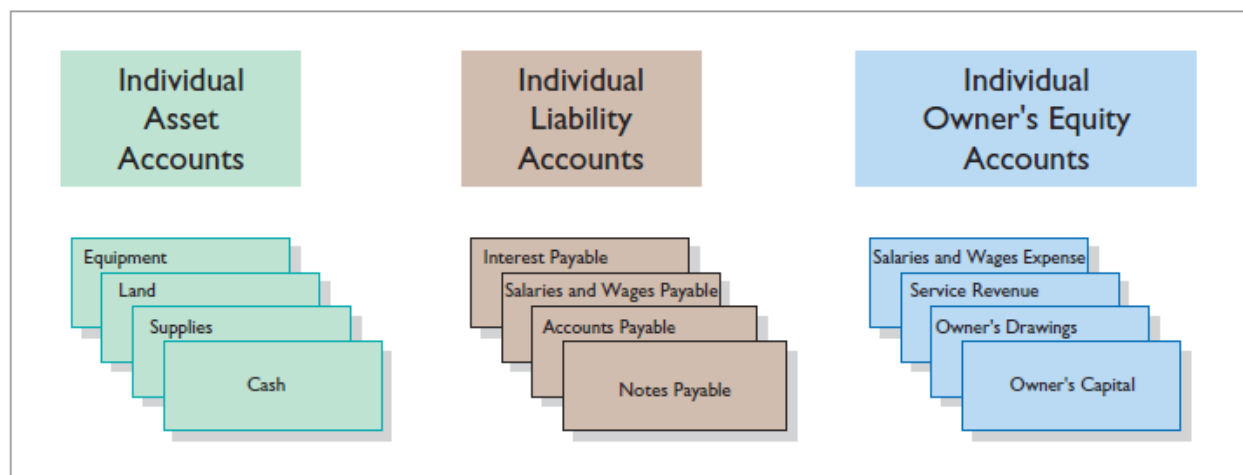 Individual
Asset
Accounts
Individual
Liability
Accounts
Individual
Owner's Equity
Accounts
Equipment
Land
Supplies
Cash
Interest Payable
Salaries and Wages Payable
Accounts Payable
Notes Payable
Salaries and Wages Expense
Service Revenue
Owner's Drawings
Owner's Capital